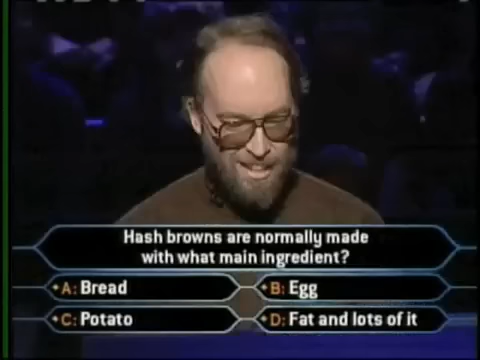 Hash browns are normally made
with what main ingredient?
A: Bread
B: Egg
C: Potato
D: Fat and lots of it